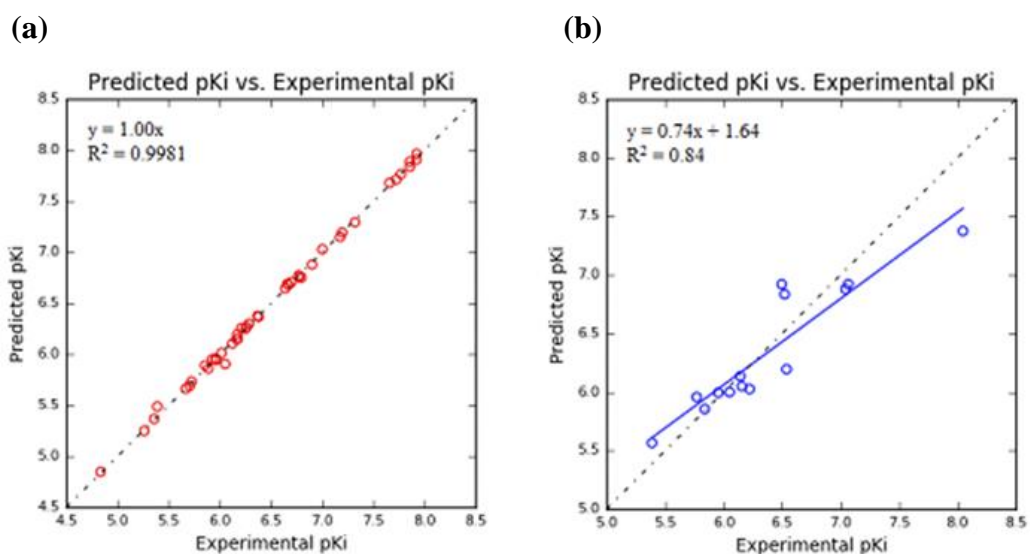 (a)
Predicted pKi vs. Experimental pKi
y = 1.00x
R² = 0.9981
8.5
8.0
7.5
7.0
6.5
6.0
5.5
5.0
4.5
Predicted pKi
4.5 5.0 5.5 6.0 6.5 7.0 7.5 8.0 8.5
Experimental pKi
(b)
Predicted pKi vs. Experimental pKi
y = 0.74x + 1.64
R² = 0.84
8.5
8.0
7.5
7.0
6.5
6.0
5.5
5.0
Predicted pKi
5.0 5.5 6.0 6.5 7.0 7.5 8.0 8.5
Experimental pKi